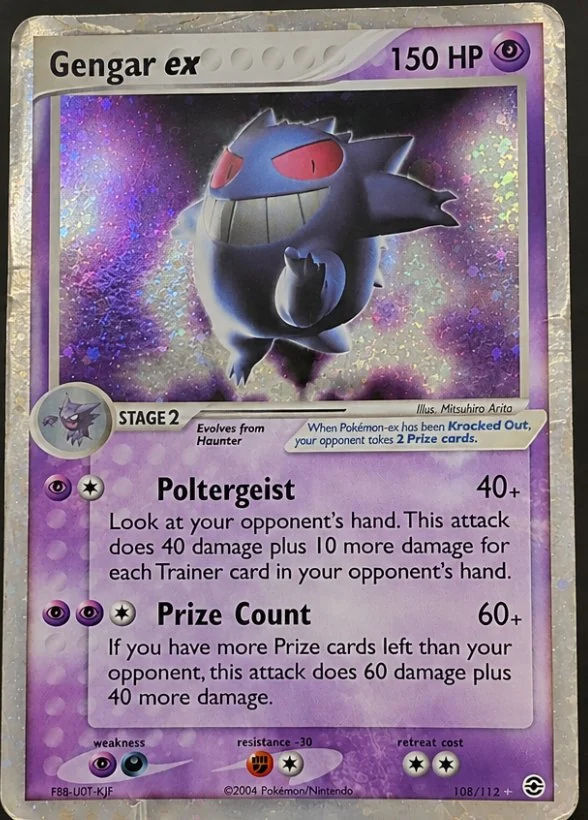 Gengar ex 150 HP
Illus. Mitsuhiro Arita
STAGE 2
Evolves from
Haunter
When Pokémon-ex has been Knocked Out,
your opponent takes 2 Prize cards.
Poltergeist 40+
Look at your opponent's hand. This attack
does 40 damage plus 10 more damage for
each Trainer card in your opponent's hand.
Prize Count 60+
If you have more Prize cards left than your
opponent, this attack does 60 damage plus
40 more damage.
weakness resistance -30 retreat cost
F88-U0T-KJF ©2004 Pokémon/Nintendo 108/112